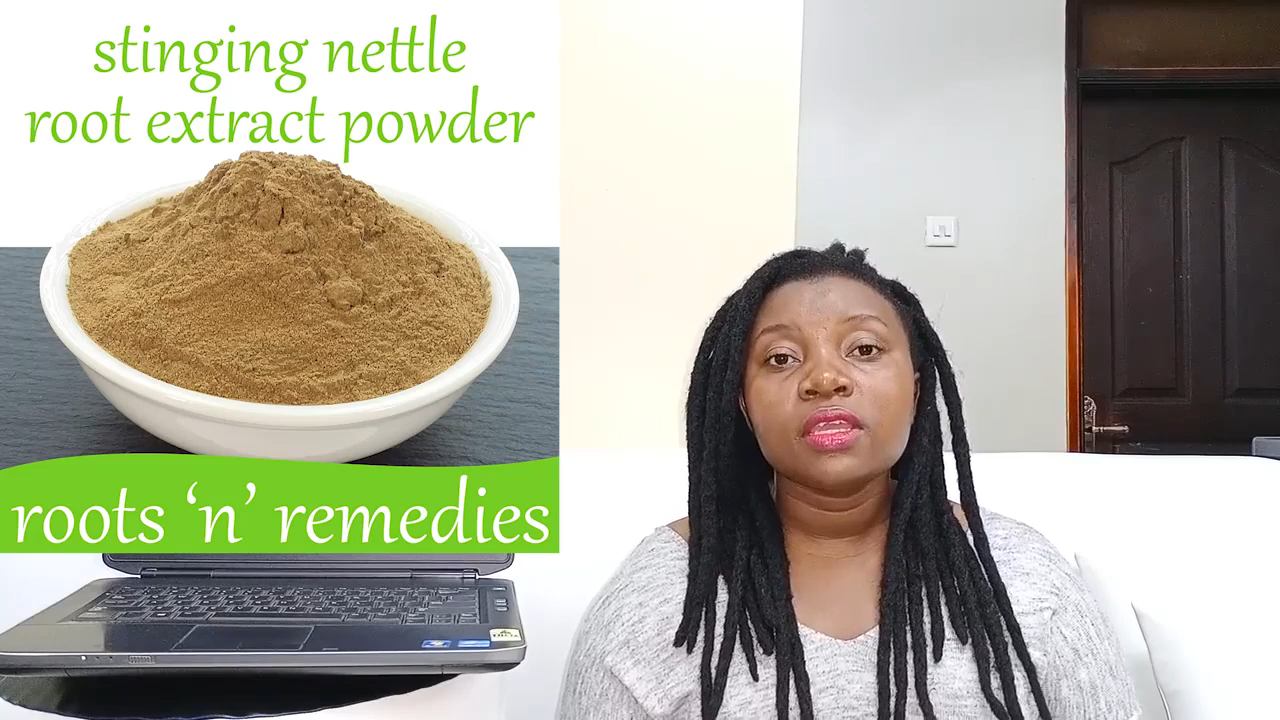 stinging nettle
root extract powder
roots ‘n’ remedies